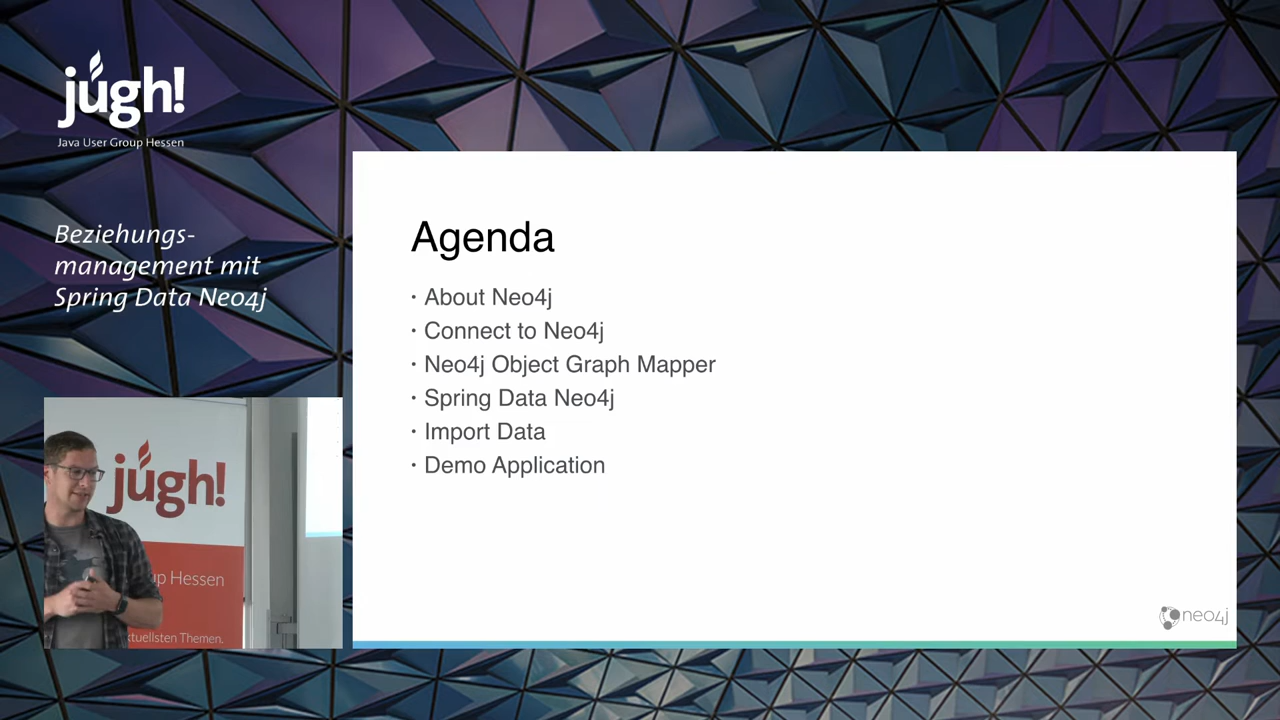 jugh!
Java User Group Hessen
Beziehungs-
management mit
Spring Data Neo4j
Agenda
· About Neo4j
· Connect to Neo4j
· Neo4j Object Graph Mapper
· Spring Data Neo4j
· Import Data
· Demo Application
neo4j
jugh!
up Hessen
ktuellsten Themen.